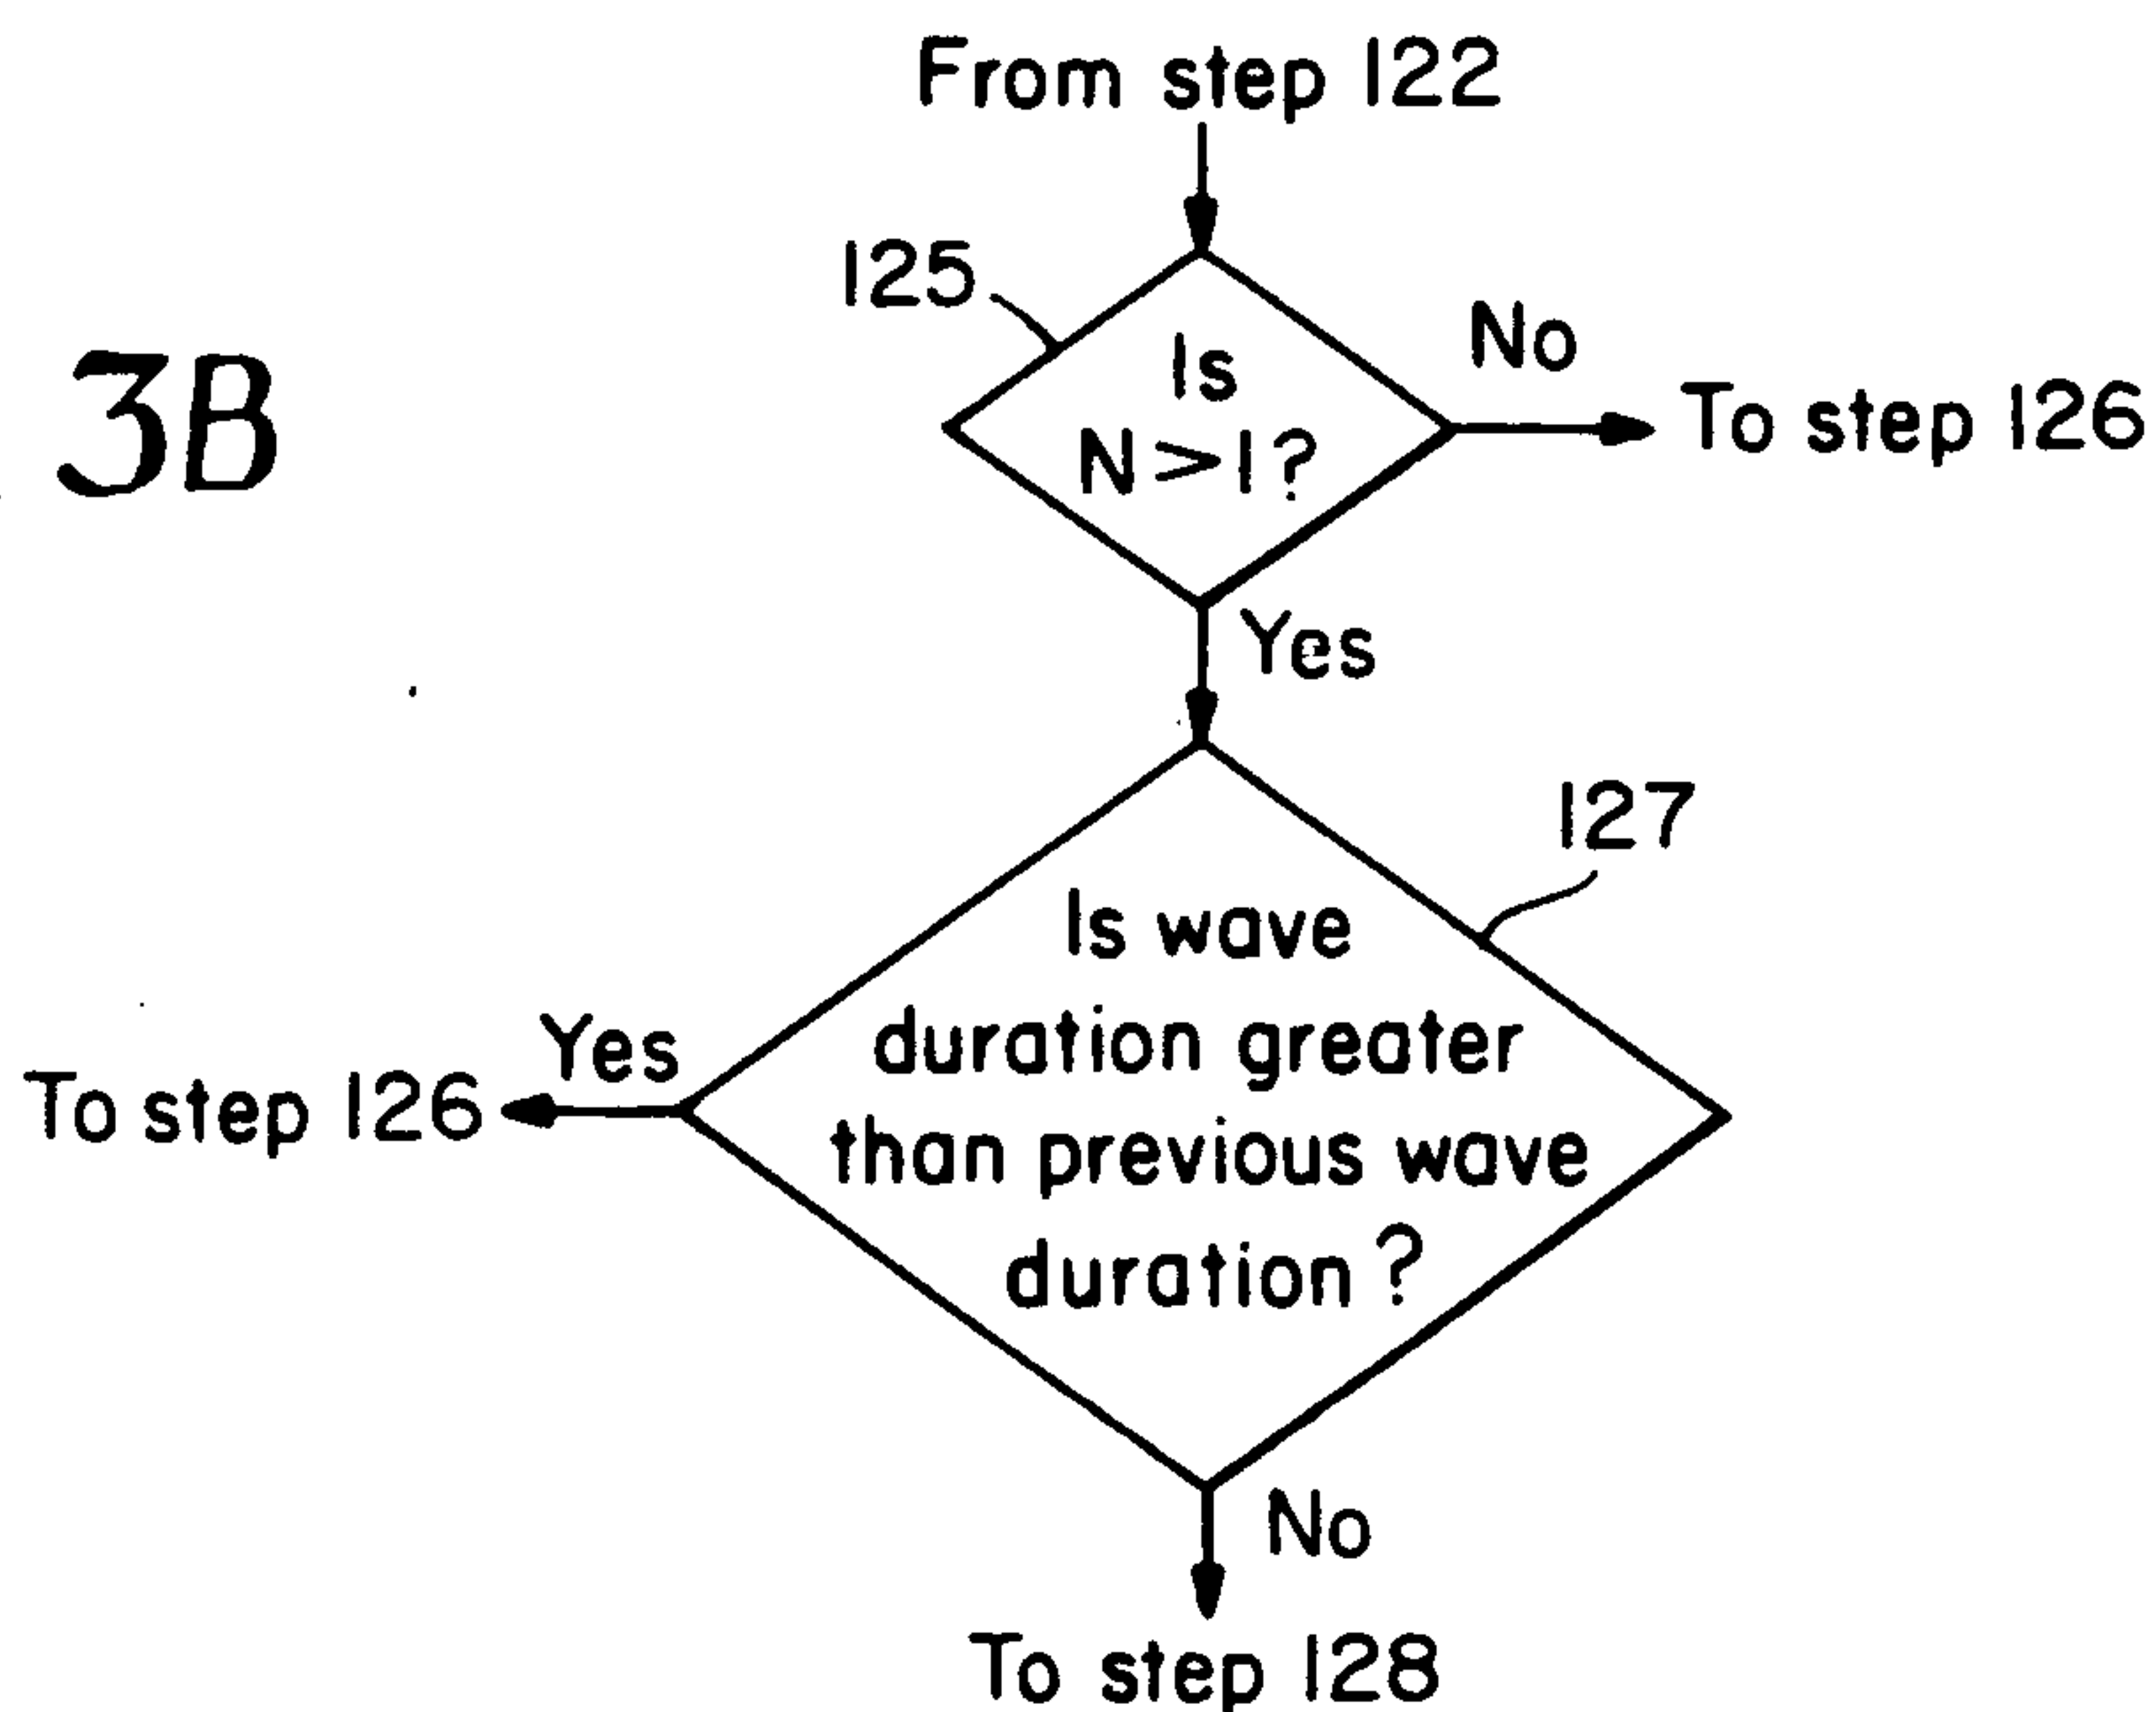 From step 122
125
Is
N>1?
No
To step 126
3B
Yes
127
Is wave
duration greater
than previous wave
duration?
Yes
To step 126
No
To step 128